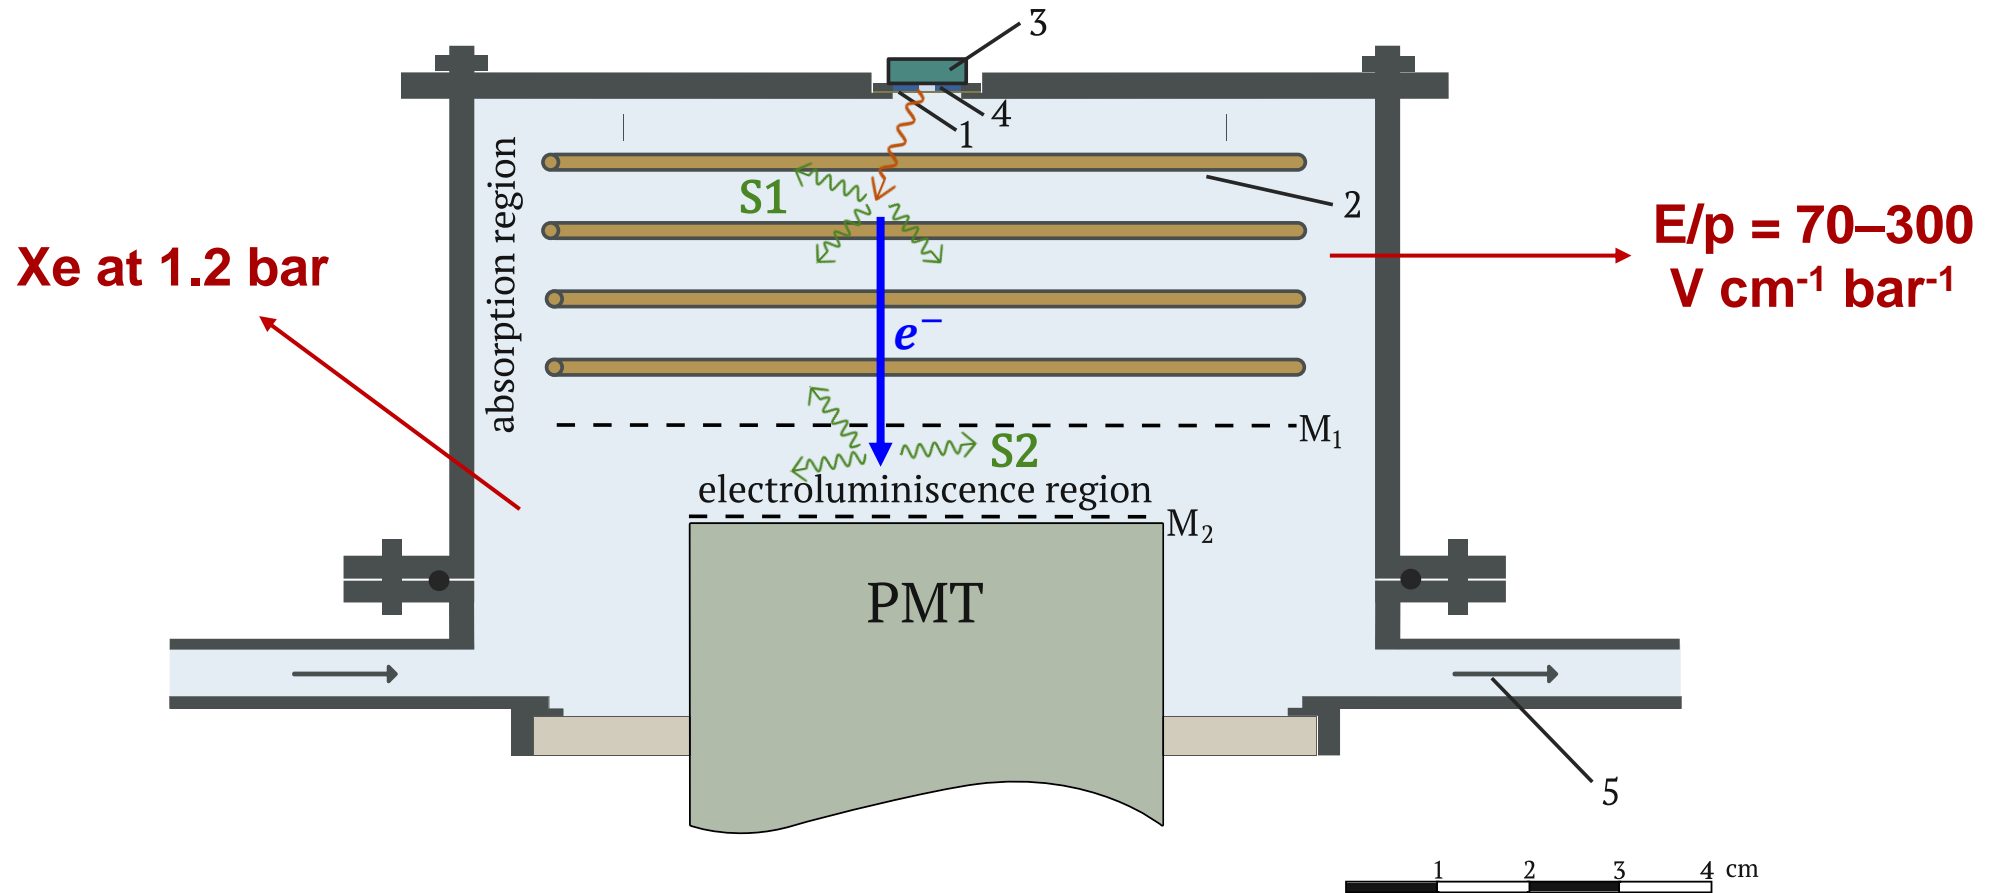 3
4
1
absorption region
S1
2
E/p = 70–300
V cm⁻¹ bar⁻¹
Xe at 1.2 bar
e⁻
M₁
S2
electroluminiscence region
M₂
PMT
5
1 2 3 4 cm